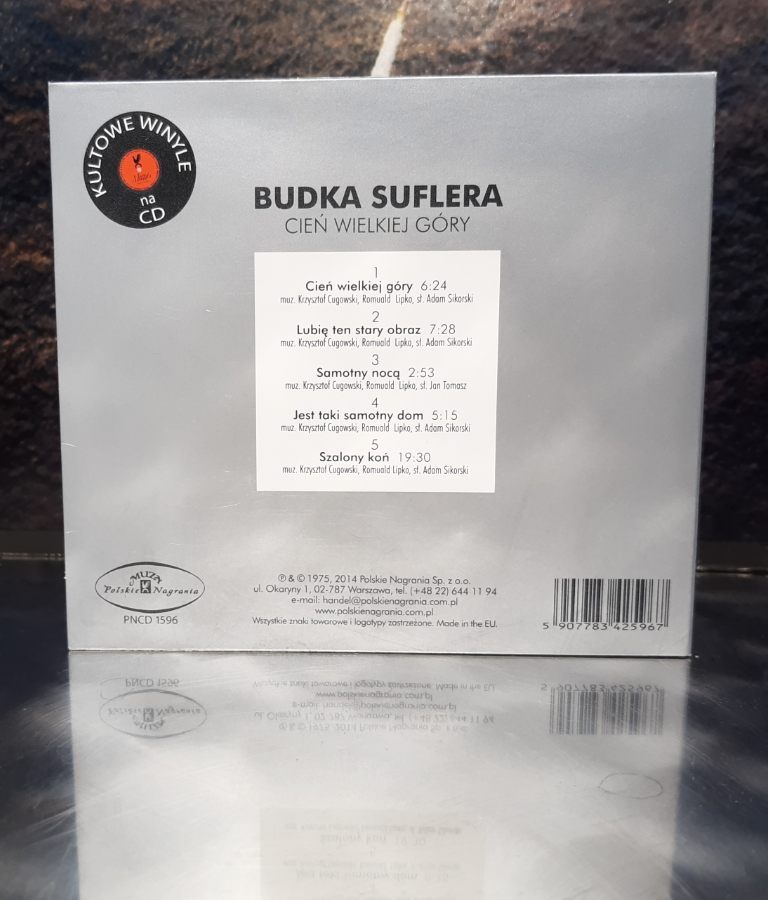 KULTOWE WINYLE
na
CD
BUDKA SUFLERA
CIEŃ WIELKIEJ GÓRY
1
Cień wielkiej góry 6:24
muz. Krzysztof Cugowski, Romuald Lipko, sł. Adam Sikorski
2
Lubię ten stary obraz 7:28
muz. Krzysztof Cugowski, Romuald Lipko, sł. Adam Sikorski
3
Samotny nocą 2:53
muz. Krzysztof Cugowski, Romuald Lipko, sł. Jan Tomasz
4
Jest taki samotny dom 5:15
muz. Krzysztof Cugowski, Romuald Lipko, sł. Adam Sikorski
5
Szalony koń 19:30
muz. Krzysztof Cugowski, Romuald Lipko, sł. Adam Sikorski
MUZA
Polskie Nagrania
PNCD 1596
℗ & © 1975, 2014 Polskie Nagrania Sp. z o.o.
ul. Okaryny 1, 02-787 Warszawa, tel. (+48 22) 644 11 94
e-mail: handel@polskienagrania.com.pl
www.polskienagrania.com.pl
Wszystkie znaki towarowe i logotypy zastrzeżone. Made in the EU.
5 907783 425967